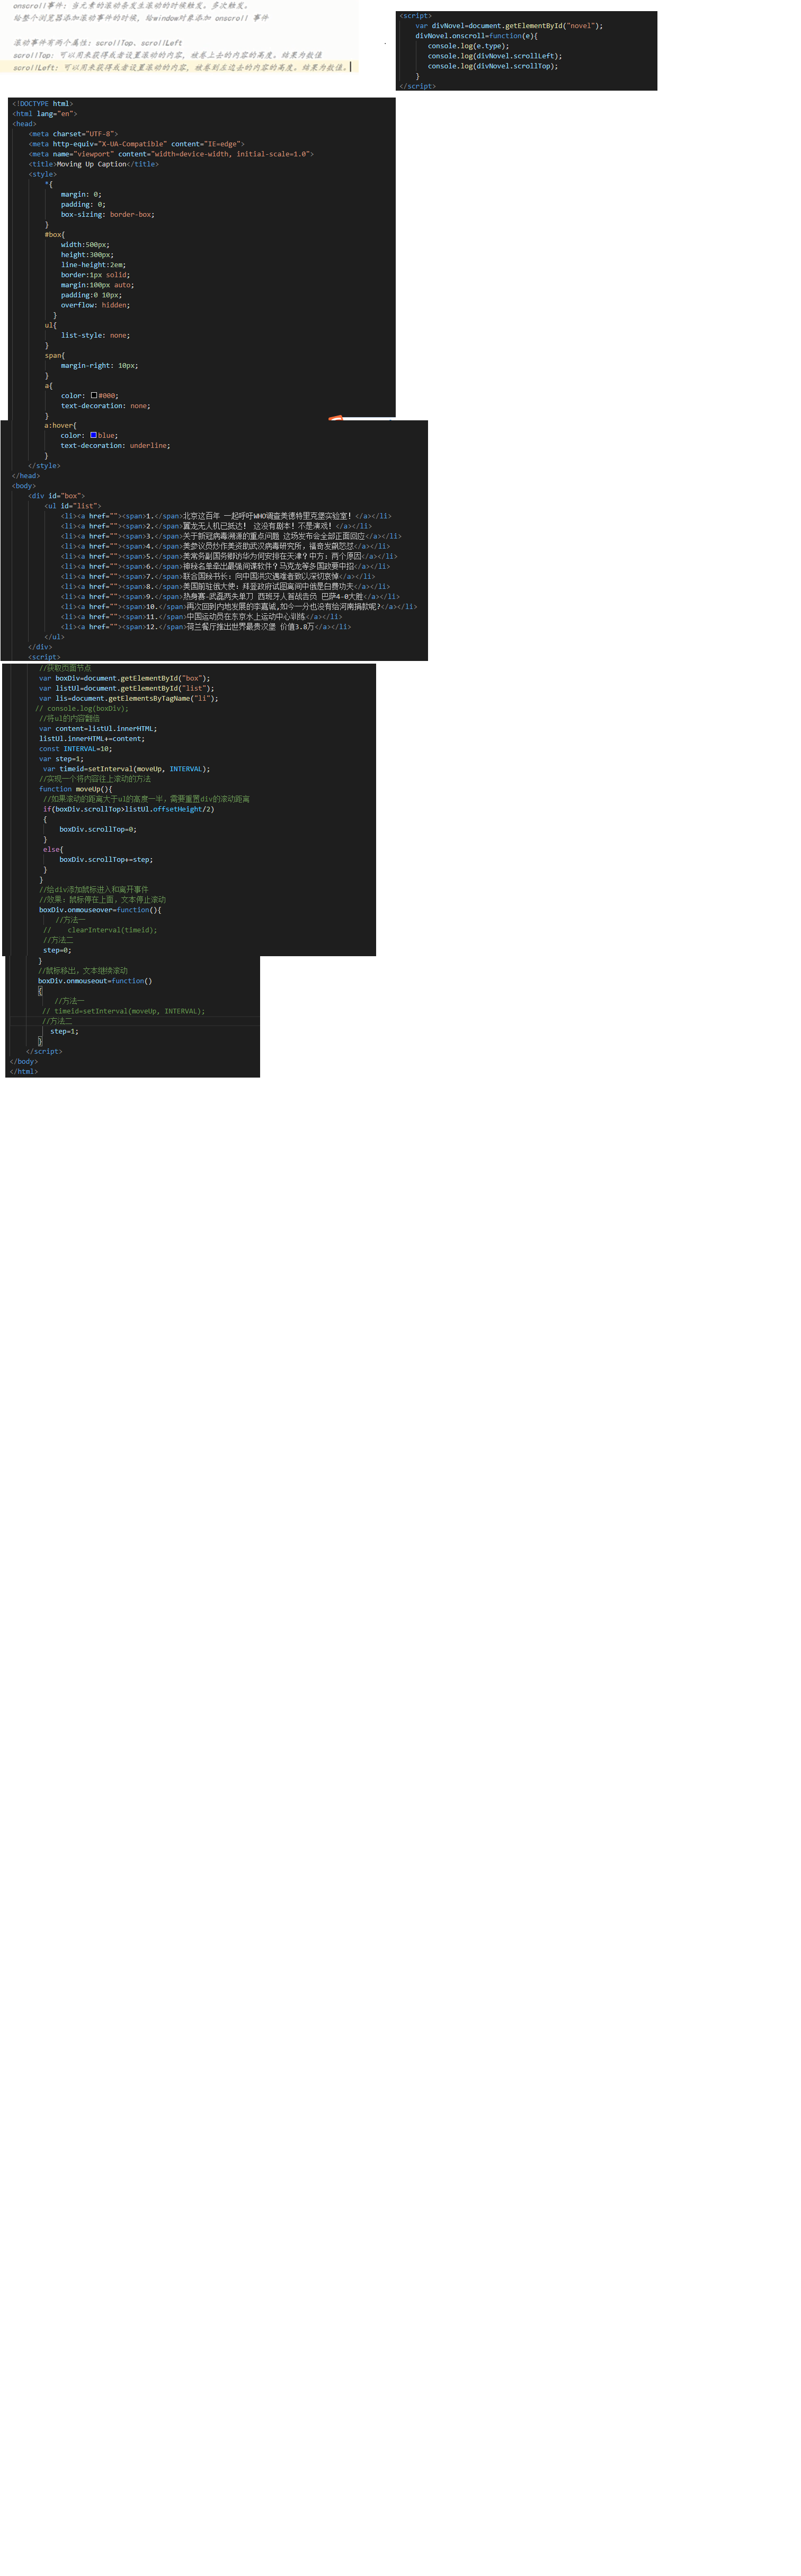 onscroll事件: 当元素的滚动条发生滚动的时候触发。多次触发。
给整个浏览器添加滚动事件的时候, 给window对象添加 onscroll 事件
滚动事件有两个属性: scrollTop、scrollLeft
scrollTop: 可以用来获得或者设置滚动的内容, 被卷上去的内容的高度。结果为数值
scrollLeft: 可以用来获得或者设置滚动的内容, 被卷到左边去的内容的高度。结果为数值。
<script>
var divNovel=document.getElementById("novel");
divNovel.onscroll=function(e){
console.log(e.type);
console.log(divNovel.scrollLeft);
console.log(divNovel.scrollTop);
}
</script>
<!DOCTYPE html>
<html lang="en">
<head>
<meta charset="UTF-8">
<meta http-equiv="X-UA-Compatible" content="IE=edge">
<meta name="viewport" content="width=device-width, initial-scale=1.0">
<title>Moving Up Caption</title>
<style>
*{
margin: 0;
padding: 0;
box-sizing: border-box;
}
#box{
width:500px;
height:300px;
line-height:2em;
border:1px solid;
margin:100px auto;
padding:0 10px;
overflow: hidden;
}
ul{
list-style: none;
}
span{
margin-right: 10px;
}
a{
color: #000;
text-decoration: none;
}
a:hover{
color: blue;
text-decoration: underline;
}
</style>
</head>
<body>
<div id="box">
<ul id="list">
<li><a href=""><span>1.</span>北京这百年 一起呼吁WHO调查美德特里克堡实验室! </a></li>
<li><a href=""><span>2.</span>翼龙无人机已抵达! 这没有剧本! 不是演戏! </a></li>
<li><a href=""><span>3.</span>关于新冠病毒溯源的重点问题 这场发布会全部正面回应</a></li>
<li><a href=""><span>4.</span>美参议员炒作美资助武汉病毒研究所, 福奇发飙怒怼</a></li>
<li><a href=""><span>5.</span>美常务副国务卿访华为何安排在天津? 中方: 两个原因</a></li>
<li><a href=""><span>6.</span>神秘名单牵出最强间谍软件? 马克龙等多国政要中招</a></li>
<li><a href=""><span>7.</span>联合国秘书长: 向中国洪灾遇难者致以深切哀悼</a></li>
<li><a href=""><span>8.</span>美国前驻俄大使: 拜登政府试图离间中俄是白费功夫</a></li>
<li><a href=""><span>9.</span>热身赛-武磊两失单刀 西班牙人首战告负 巴萨4-0大胜</a></li>
<li><a href=""><span>10.</span>再次回到内地发展的李嘉诚,如今一分也没有给河南捐款呢?</a></li>
<li><a href=""><span>11.</span>中国运动员在东京水上运动中心训练</a></li>
<li><a href=""><span>12.</span>荷兰餐厅推出世界最贵汉堡 价值3.8万</a></li>
</ul>
</div>
<script>
//获取页面节点
var boxDiv=document.getElementById("box");
var listUl=document.getElementById("list");
var lis=document.getElementsByTagName("li");
// console.log(boxDiv);
//将ul的内容翻倍
var content=listUl.innerHTML;
listUl.innerHTML+=content;
const INTERVAL=10;
var step=1;
var timeid=setInterval(moveUp, INTERVAL);
//实现一个将内容往上滚动的方法
function moveUp(){
//如果滚动的距离大于ul的高度一半, 需要重置div的滚动距离
if(boxDiv.scrollTop>listUl.offsetHeight/2)
{
boxDiv.scrollTop=0;
}
else{
boxDiv.scrollTop+=step;
}
}
//给div添加鼠标进入和离开事件
//效果: 鼠标停在上面, 文本停止滚动
boxDiv.onmouseover=function(){
//方法一
// clearInterval(timeid);
//方法二
step=0;
}
//鼠标移出, 文本继续滚动
boxDiv.onmouseout=function()
{
//方法一
// timeid=setInterval(moveUp, INTERVAL);
//方法二
step=1;
}
</script>
</body>
</html>